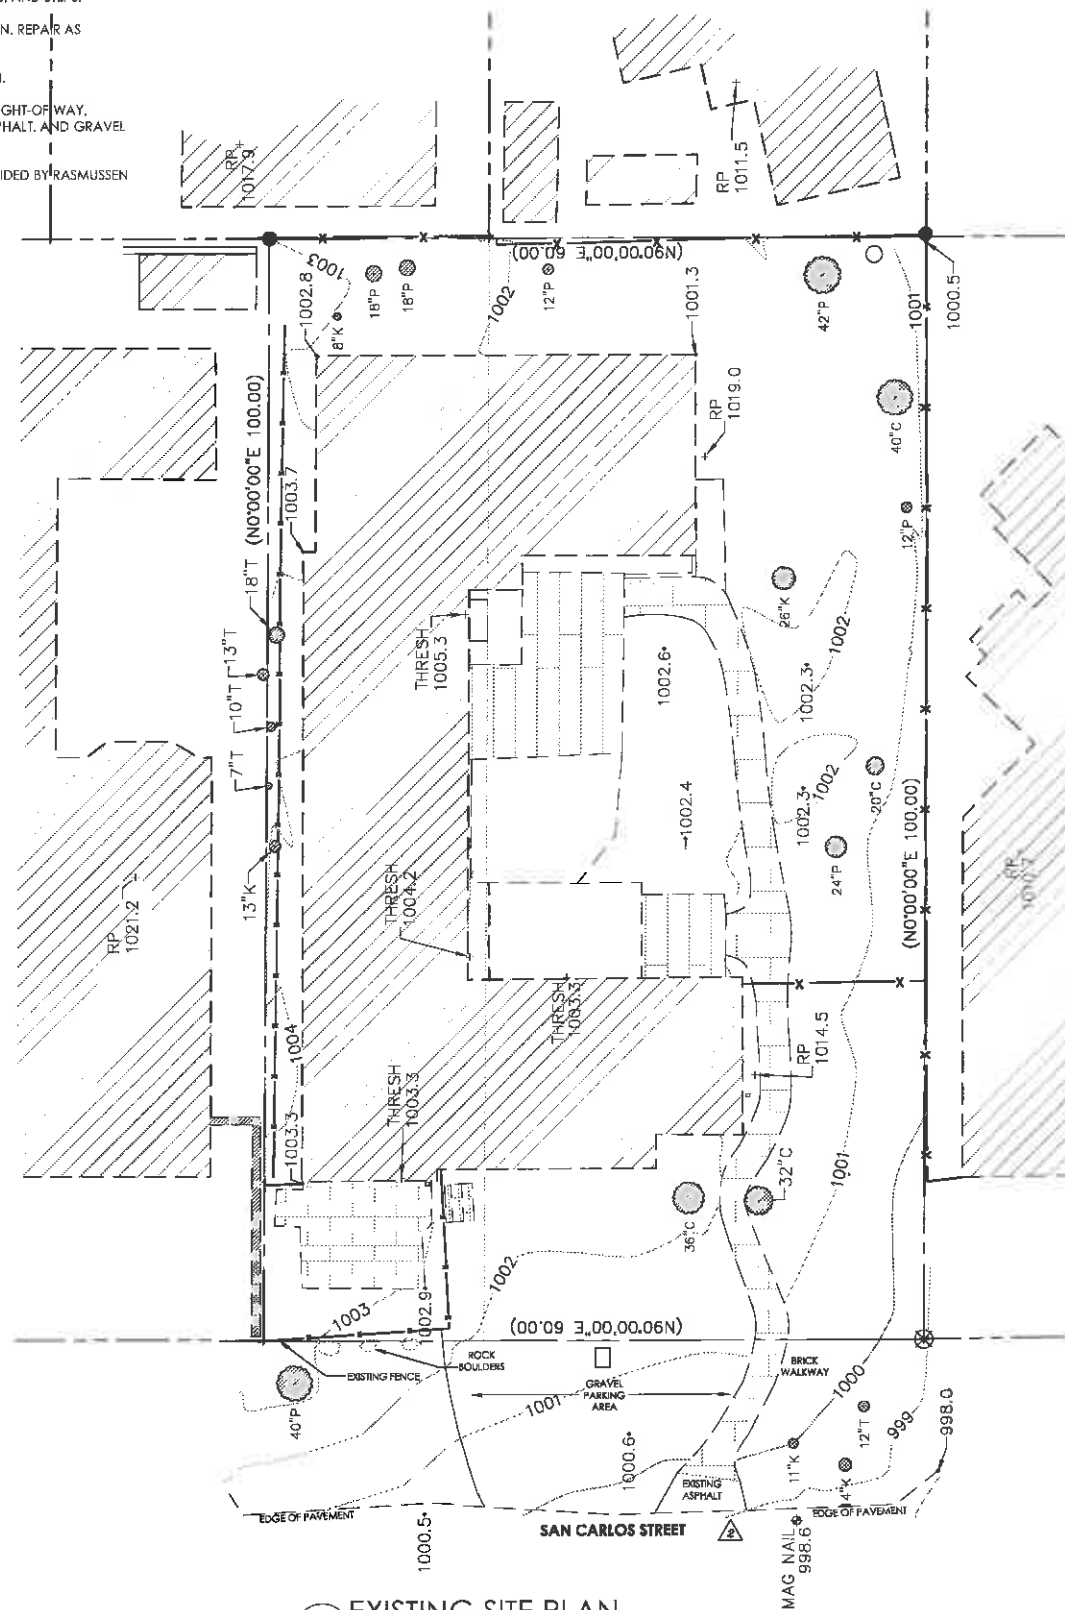 N. REPAIR AS
GHT-OF WAY,
PHALT. AND GRAVEL
IDED BY RASMUSSEN
RP
1017.9
RP
1011.5
(N90°00'00"E 60.00)
1003
1002.8
8"K
18"P
18"P
1002
12"P
1001.3
42"P
1001
1000.5
(N0°00'00"E 100.00)
1003.7
RP
1019.0
40"C
12"P
18"T
13"T
10"T
7"T
13"K
THRESH
1005.3
1002.6
26"K
1002
1002.3
1002
1002.3
20"C
24"P
1002.4
(N0°00'00"E 100.00)
RP
1021.2
THRESH
1004.2
THRESH
1003.3
RP
1014.5
1004
1003.3
THRESH
1003.3
36"C
32"C
1001
1003
1002.9
1002
(N90°00'00"E 60.00)
ROCK
BOULDERS
EXISTING FENCE
GRAVEL
PARKING
AREA
BRICK
WALKWAY
40"P
1001
1000
999
998.0
12"T
11"K
1000.6
EXISTING
ASPHALT
EDGE OF PAVEMENT
EDGE OF PAVEMENT
1000.5
SAN CARLOS STREET
2
MAG NAIL
998.6
EXISTING SITE PLAN